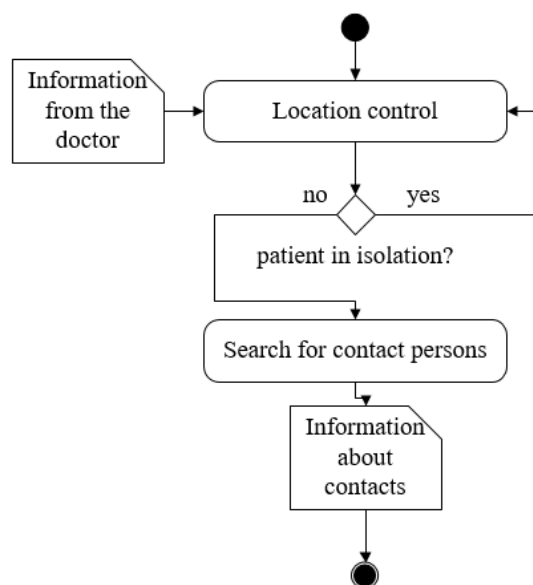 Information
from the
doctor
Location control
no
yes
patient in isolation?
Search for contact persons
Information
about
contacts